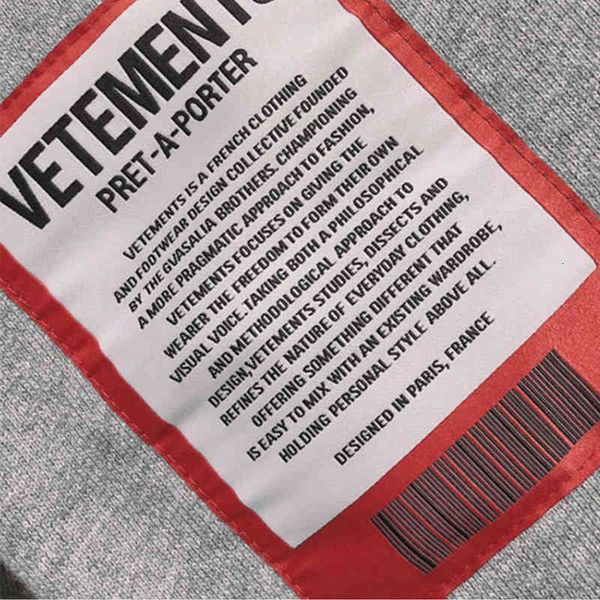 VETEMENTS
PRET-A-PORTER
VETEMENTS IS A FRENCH CLOTHING
AND FOOTWEAR DESIGN COLLECTIVE FOUNDED
BY THE GVASALIA BROTHERS. CHAMPIONING
A MORE PRAGMATIC APPROACH TO FASHION,
VETEMENTS FOCUSES ON GIVING THE
WEARER THE FREEDOM TO FORM THEIR OWN
VISUAL VOICE. TAKING BOTH A PHILOSOPHICAL
AND METHODOLOGICAL APPROACH TO
DESIGN, VETEMENTS STUDIES, DISSECTS AND
REFINES THE NATURE OF EVERYDAY CLOTHING,
OFFERING SOMETHING DIFFERENT THAT
IS EASY TO MIX WITH AN EXISTING WARDROBE,
HOLDING PERSONAL STYLE ABOVE ALL.
DESIGNED IN PARIS, FRANCE